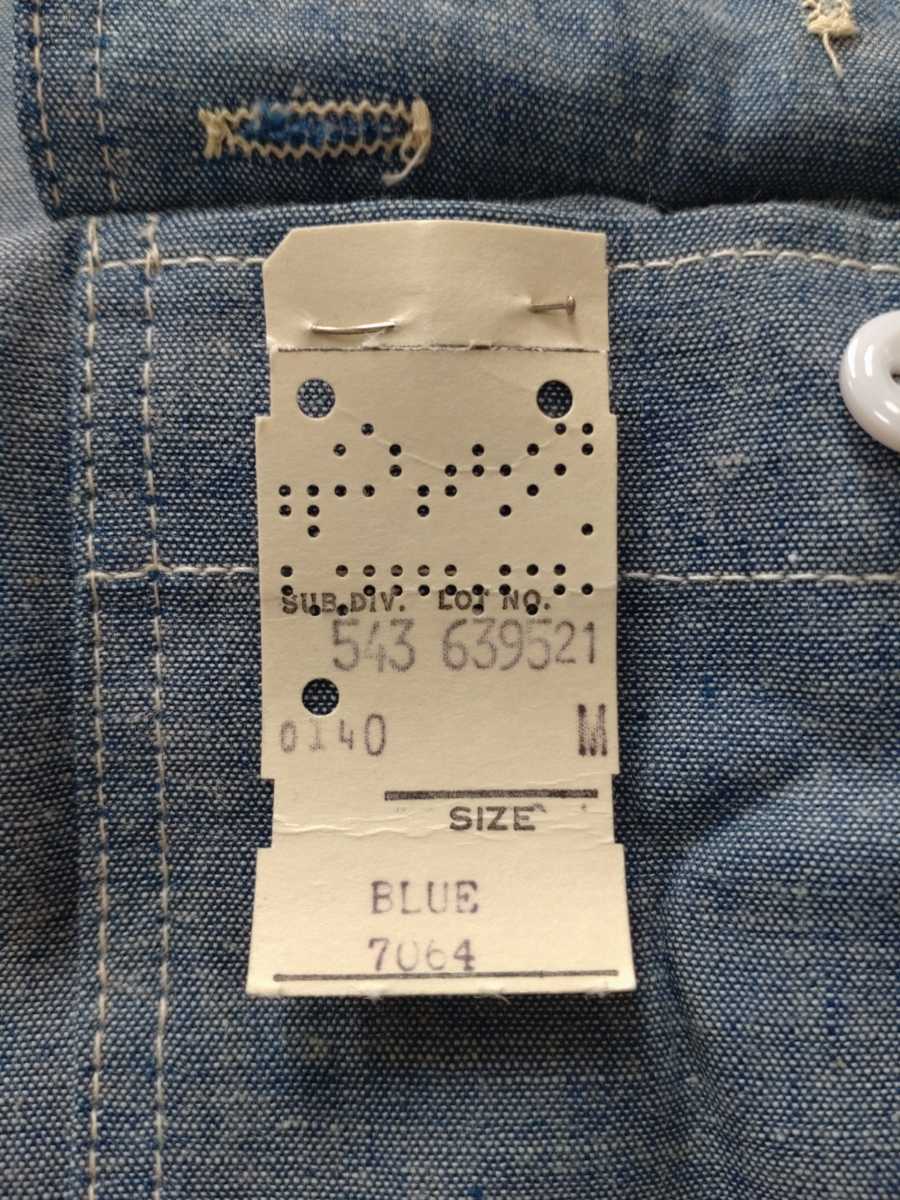 SUB.DIV. LOT NO.
543 639521
0140 M
SIZE
BLUE
7064